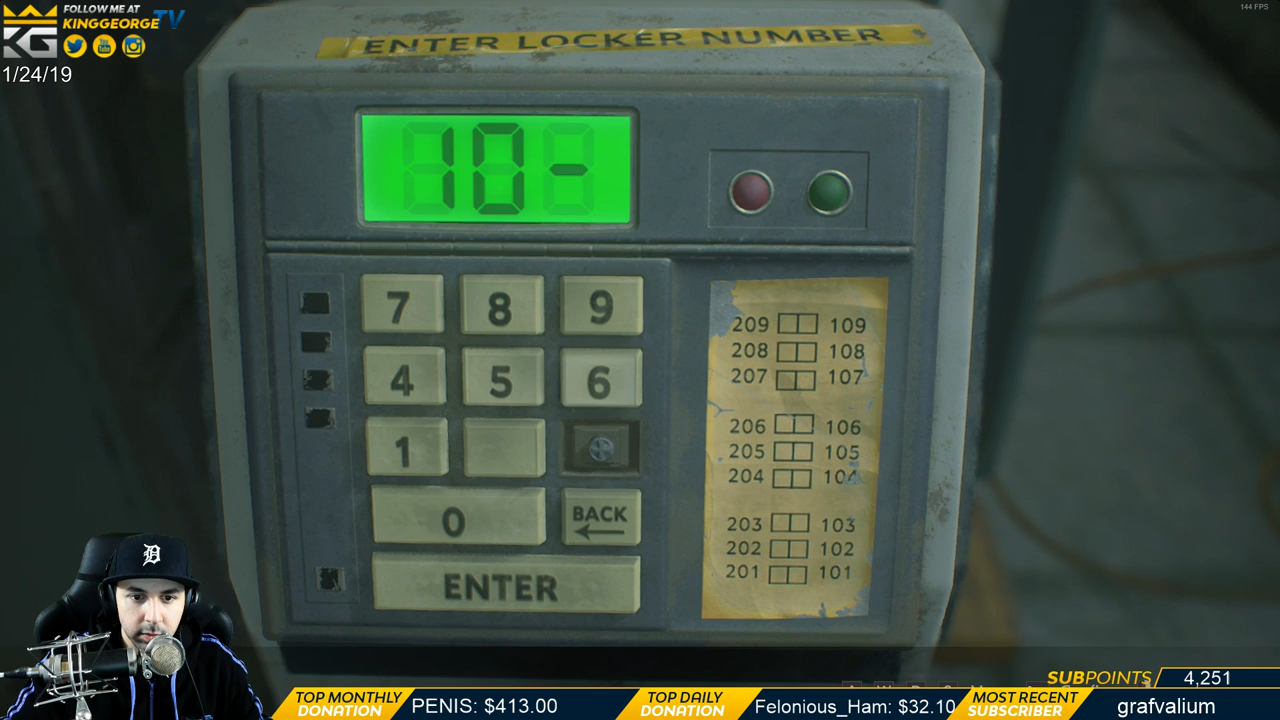 FOLLOW ME AT
KINGGEORGE TV
KG
1/24/19
144 FPS
ENTER LOCKER NUMBER
10-
7 8 9
4 5 6
1
0 BACK
ENTER
209 109
208 108
207 107
206 106
205 105
204 104
203 103
202 102
201 101
SUBPOINTS 4,251
TOP MONTHLY DONATION PENIS: $413.00
TOP DAILY DONATION Felonious_Ham: $32.10
MOST RECENT SUBSCRIBER grafvalium